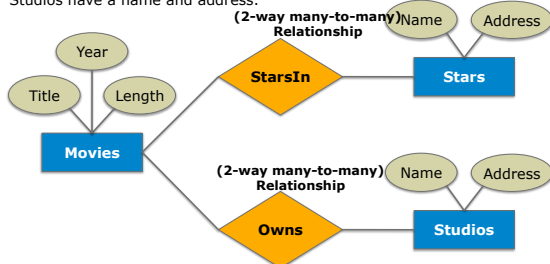 Studios have a name and address.
(2-way many-to-many)
Relationship
Name
Address
Year
StarsIn
Stars
Title
Length
Movies
(2-way many-to-many)
Relationship
Name
Address
Owns
Studios